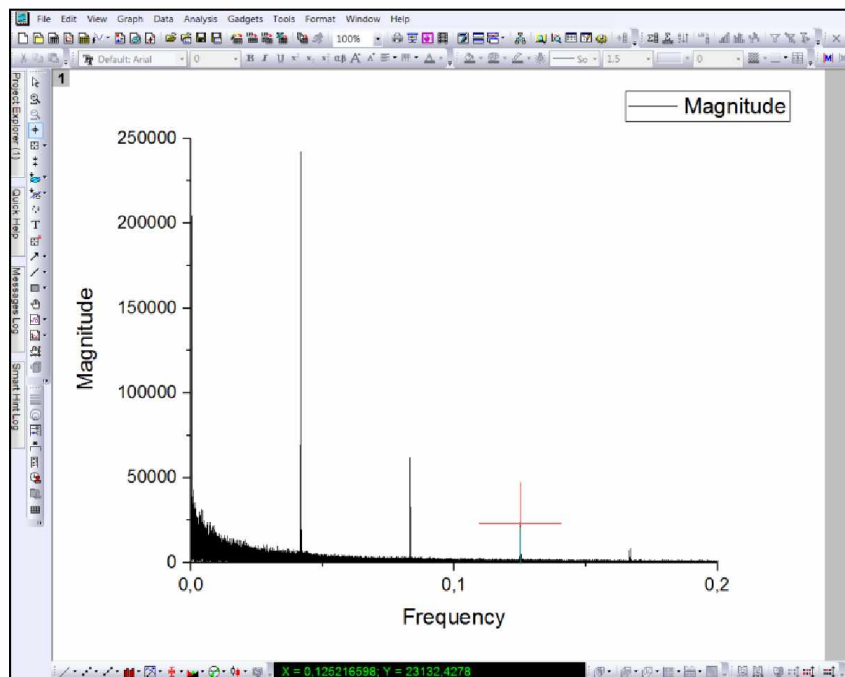 File Edit View Graph Data Analysis Gadgets Tools Format Window Help
100%
Default: Arial 0 B I U αβ So 1.5 0
Project Explorer (1)
Quick Help
Messages Log
Smart Hint Log
1
Magnitude
250000
200000
150000
100000
50000
0
Magnitude
0,0 0,1 0,2
Frequency
X = 0.125216598; Y = 23132.4278